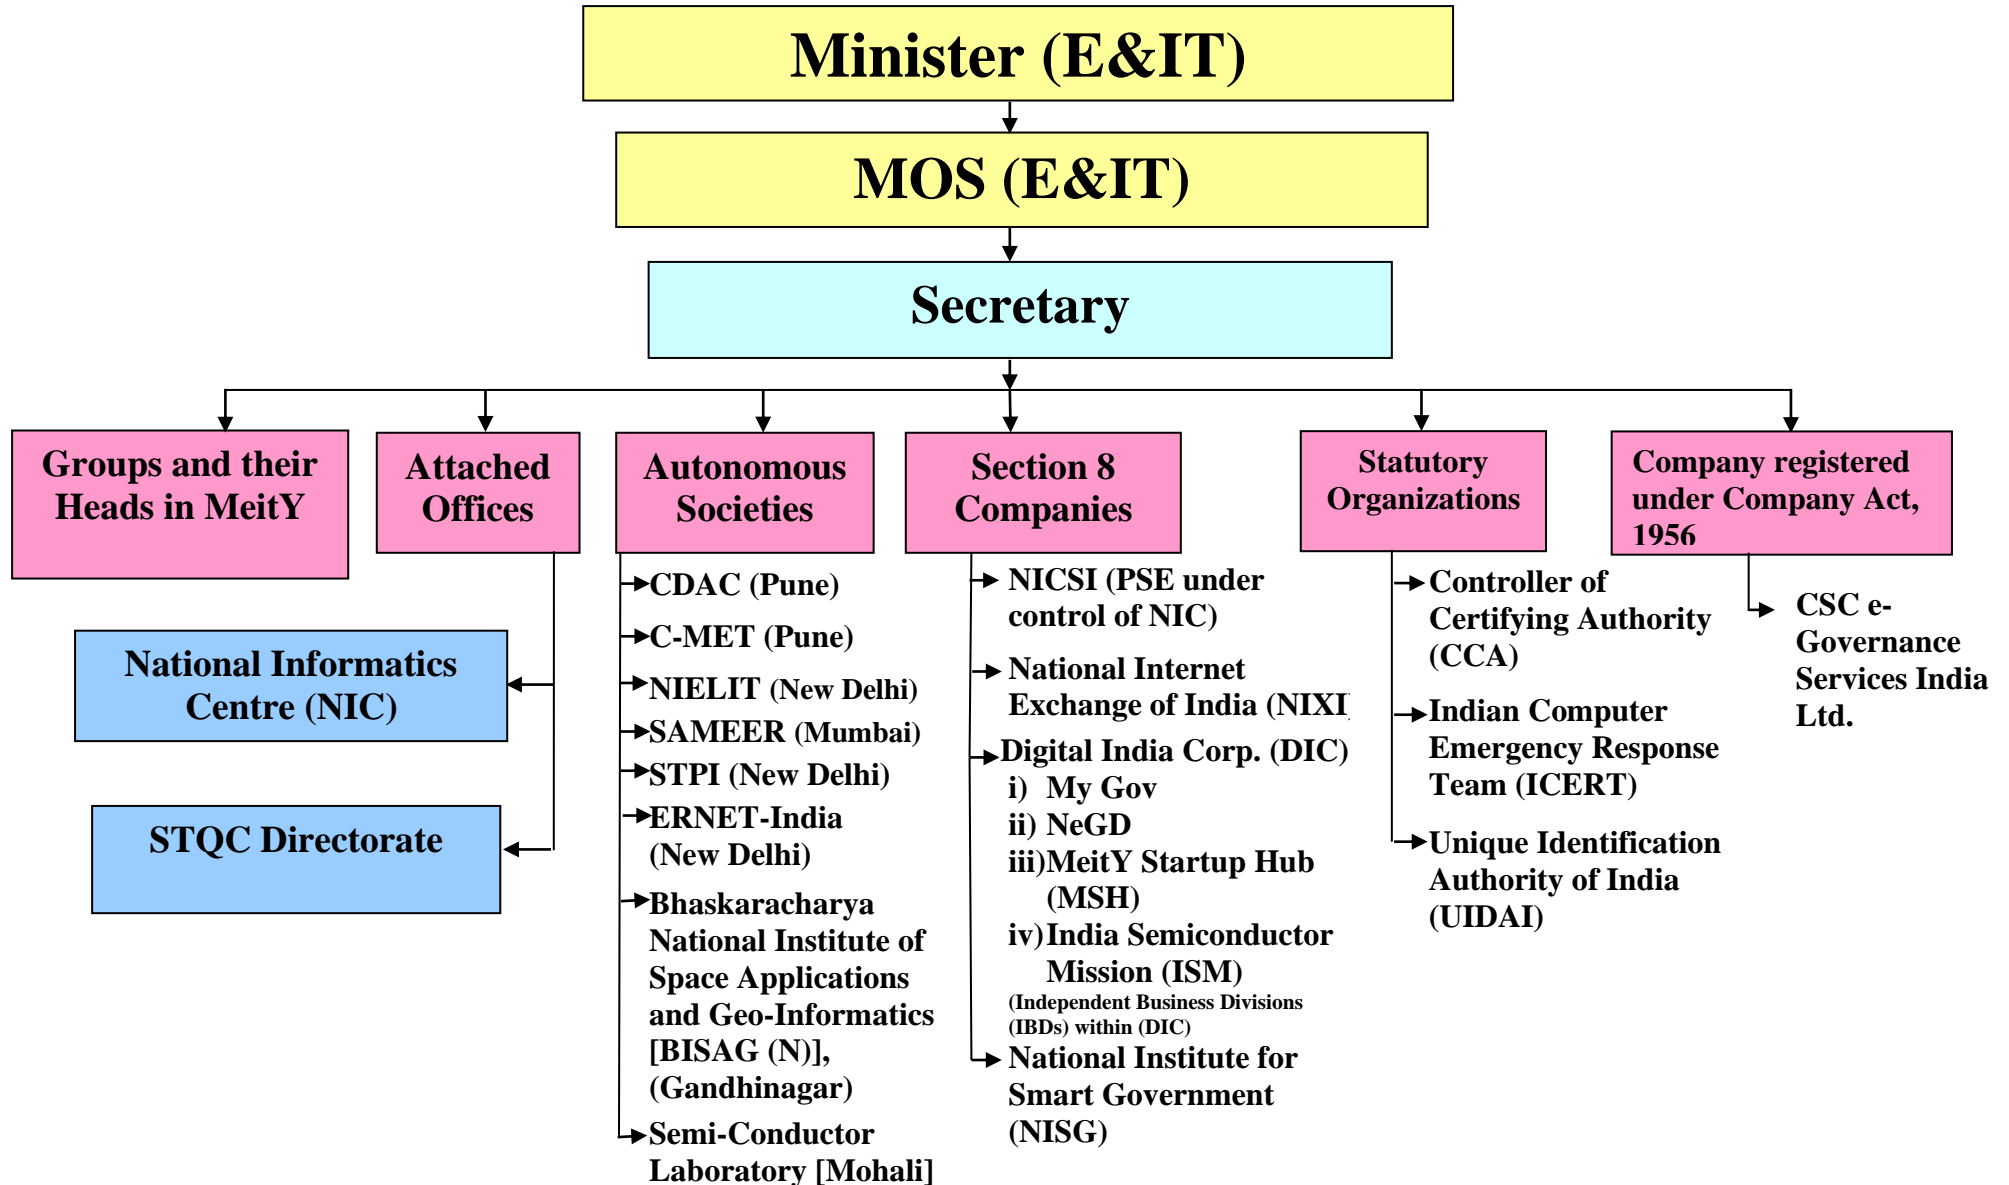 Minister (E&IT)
MOS (E&IT)
Secretary
Groups and their
Heads in MeitY
Attached
Offices
National Informatics
Centre (NIC)
STQC Directorate
Autonomous
Societies
CDAC (Pune)
C-MET (Pune)
NIELIT (New Delhi)
SAMEER (Mumbai)
STPI (New Delhi)
ERNET-India
(New Delhi)
Bhaskaracharya
National Institute of
Space Applications
and Geo-Informatics
[BISAG (N)],
(Gandhinagar)
Semi-Conductor
Laboratory [Mohali]
Section 8
Companies
NICSI (PSE under
control of NIC)
National Internet
Exchange of India (NIXI)
Digital India Corp. (DIC)
i) My Gov
ii) NeGD
iii)MeitY Startup Hub
(MSH)
iv)India Semiconductor
Mission (ISM)
(Independent Business Divisions
(IBDs) within (DIC)
National Institute for
Smart Government
(NISG)
Statutory
Organizations
Controller of
Certifying Authority
(CCA)
Indian Computer
Emergency Response
Team (ICERT)
Unique Identification
Authority of India
(UIDAI)
Company registered
under Company Act,
1956
CSC e-
Governance
Services India
Ltd.